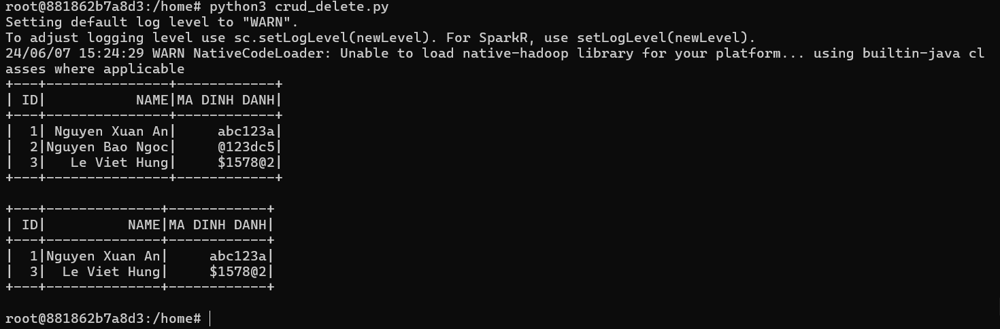 root@881862b7a8d3:/home# python3 crud_delete.py
Setting default log level to "WARN".
To adjust logging level use sc.setLogLevel(newLevel). For SparkR, use setLogLevel(newLevel).
24/06/07 15:24:29 WARN NativeCodeLoader: Unable to load native-hadoop library for your platform... using builtin-java cl
asses where applicable
+---+---------------+------------+
| ID|           NAME|MA DINH DANH|
+---+---------------+------------+
|  1| Nguyen Xuan An|     abc123a|
|  2|Nguyen Bao Ngoc|     @123dc5|
|  3|   Le Viet Hung|     $1578@2|
+---+---------------+------------+

+---+--------------+------------+
| ID|          NAME|MA DINH DANH|
+---+--------------+------------+
|  1|Nguyen Xuan An|     abc123a|
|  3|  Le Viet Hung|     $1578@2|
+---+--------------+------------+

root@881862b7a8d3:/home#